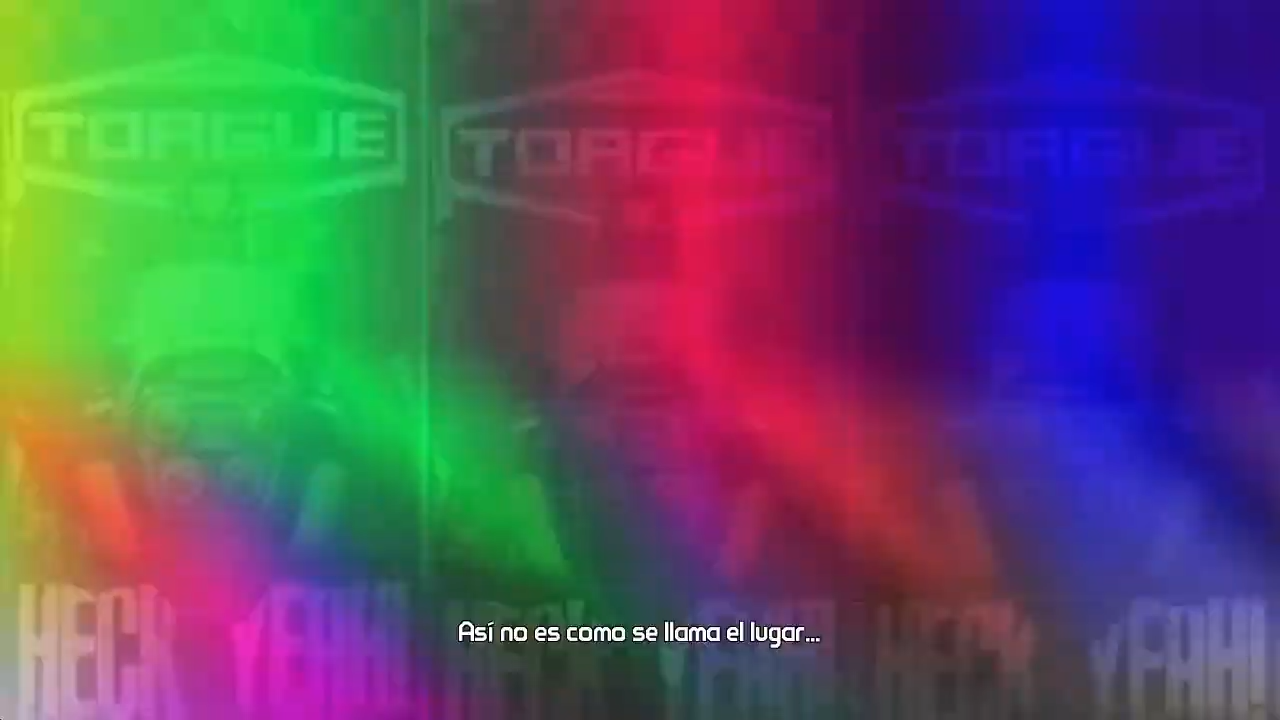 TORGUE TORGUE TORGUE
HECK YEAH! HECK YEAH! HECK YEAH!
Así no es como se llama el lugar...